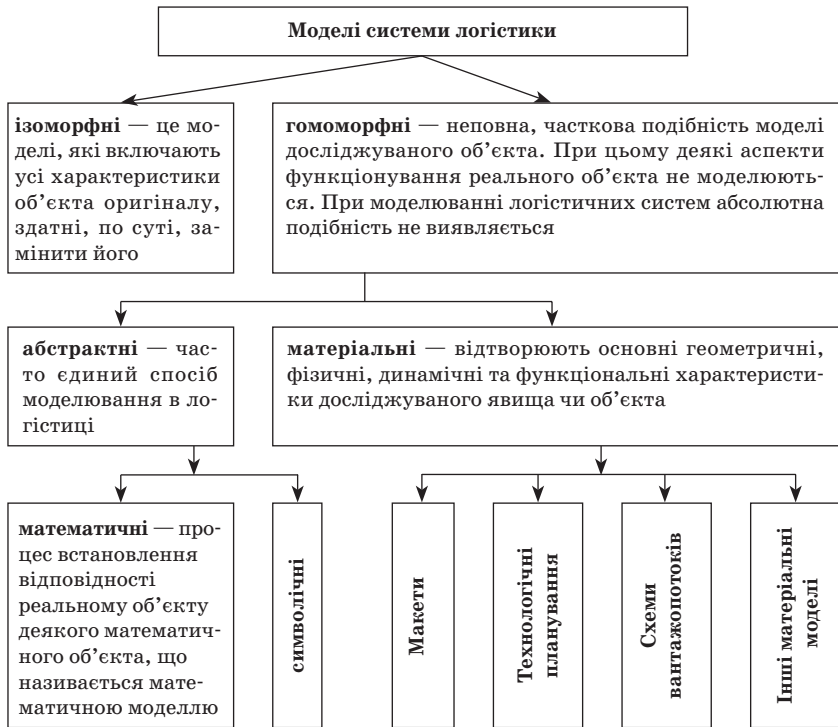 Моделі системи логістики
ізоморфні — це мо-
делі, які включають
усі характеристики
об’єкта оригіналу,
здатні, по суті, за-
мінити його
гомоморфні — неповна, часткова подібність моделі
досліджуваного об’єкта. При цьому деякі аспекти
функціонування реального об’єкта не моделюють-
ся. При моделюванні логістичних систем абсолютна
подібність не виявляється
абстрактні — час-
то єдиний спосіб
моделювання в ло-
гістиці
матеріальні — відтворюють основні геометричні,
фізичні, динамічні та функціональні характеристи-
ки досліджуваного явища чи об’єкта
математичні — про-
цес встановлення
відповідності
реальному об’єкту
деякого математич-
ного об’єкта, що
називається мате-
матичною моделлю
символічні
Макети
Технологічні
планування
Схеми
вантажопотоків
Інші матеріальні
моделі